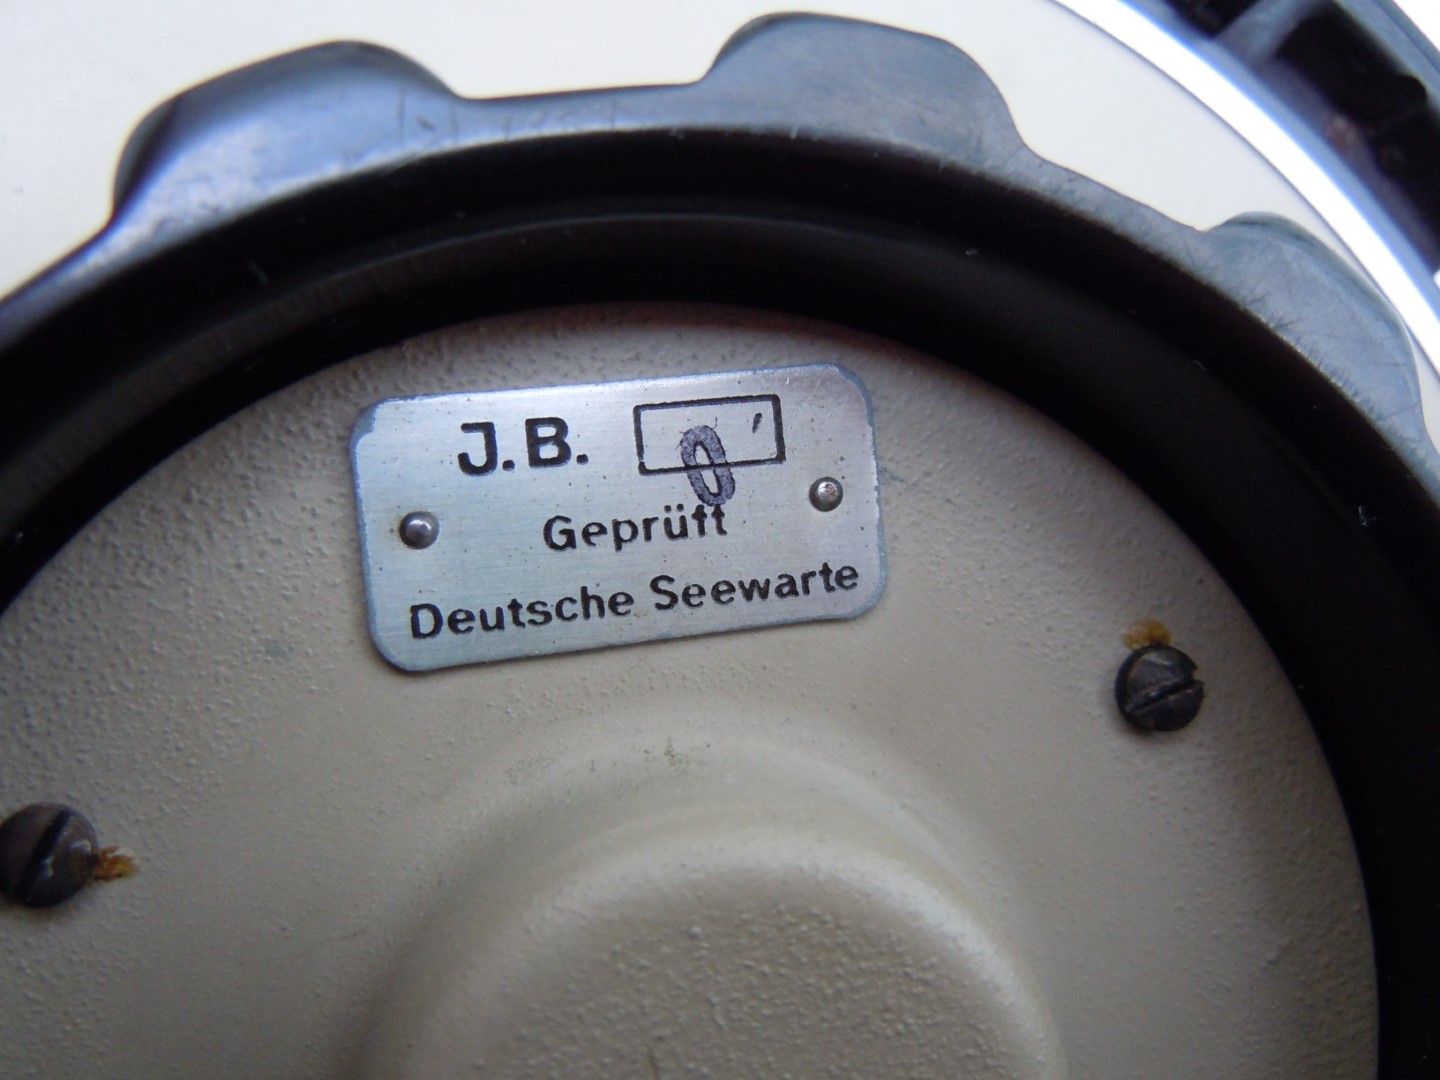 J.B. 0'
Geprüft
Deutsche Seewarte